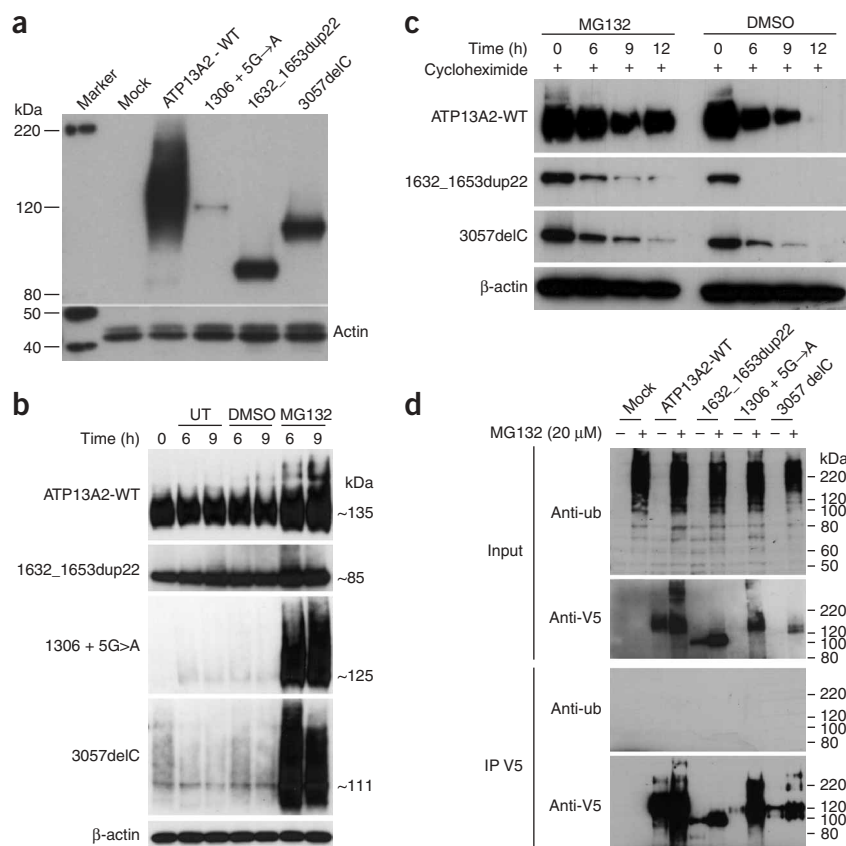 a
kDa
Marker
Mock
ATP13A2 - WT
1306 + 5G→A
1632_1653dup22
3057delC
220
120
80
50
40
Actin
b
UT DMSO MG132
Time (h) 0 6 9 6 9 6 9
kDa
ATP13A2-WT ~135
1632_1653dup22 ~85
1306 + 5G>A ~125
3057delC ~111
β-actin
c
MG132 DMSO
Time (h) 0 6 9 12 0 6 9 12
Cycloheximide + + + + + + + +
ATP13A2-WT
1632_1653dup22
3057delC
β-actin
d
Mock
ATP13A2-WT
1632_1653dup22
1306 + 5G→A
3057 delC
MG132 (20 μM) – + – + – + – + – +
kDa
Input
Anti-ub
220
120
100
80
60
50
Anti-V5
220
120
100
80
IP V5
Anti-ub
220
120
100
80
Anti-V5
220
120
100
80